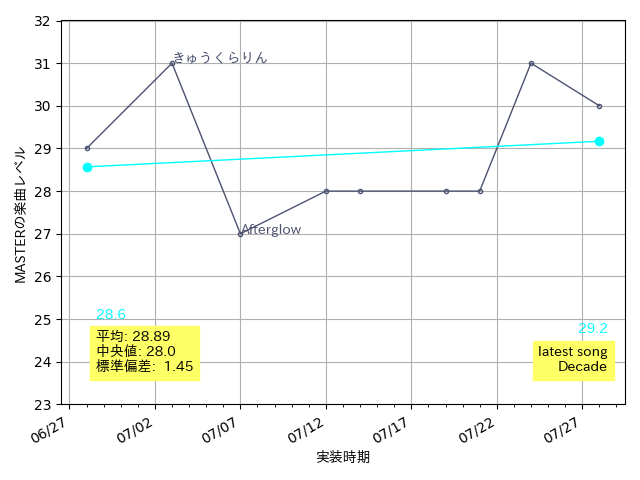 32
31
30
29
28
27
26
25
24
23
MASTERの楽曲レベル
きゅうくらりん
Afterglow
28.6
平均: 28.89
中央値: 28.0
標準偏差: 1.45
29.2
latest song
Decade
06/27
07/02
07/07
07/12
07/17
07/22
07/27
実装時期